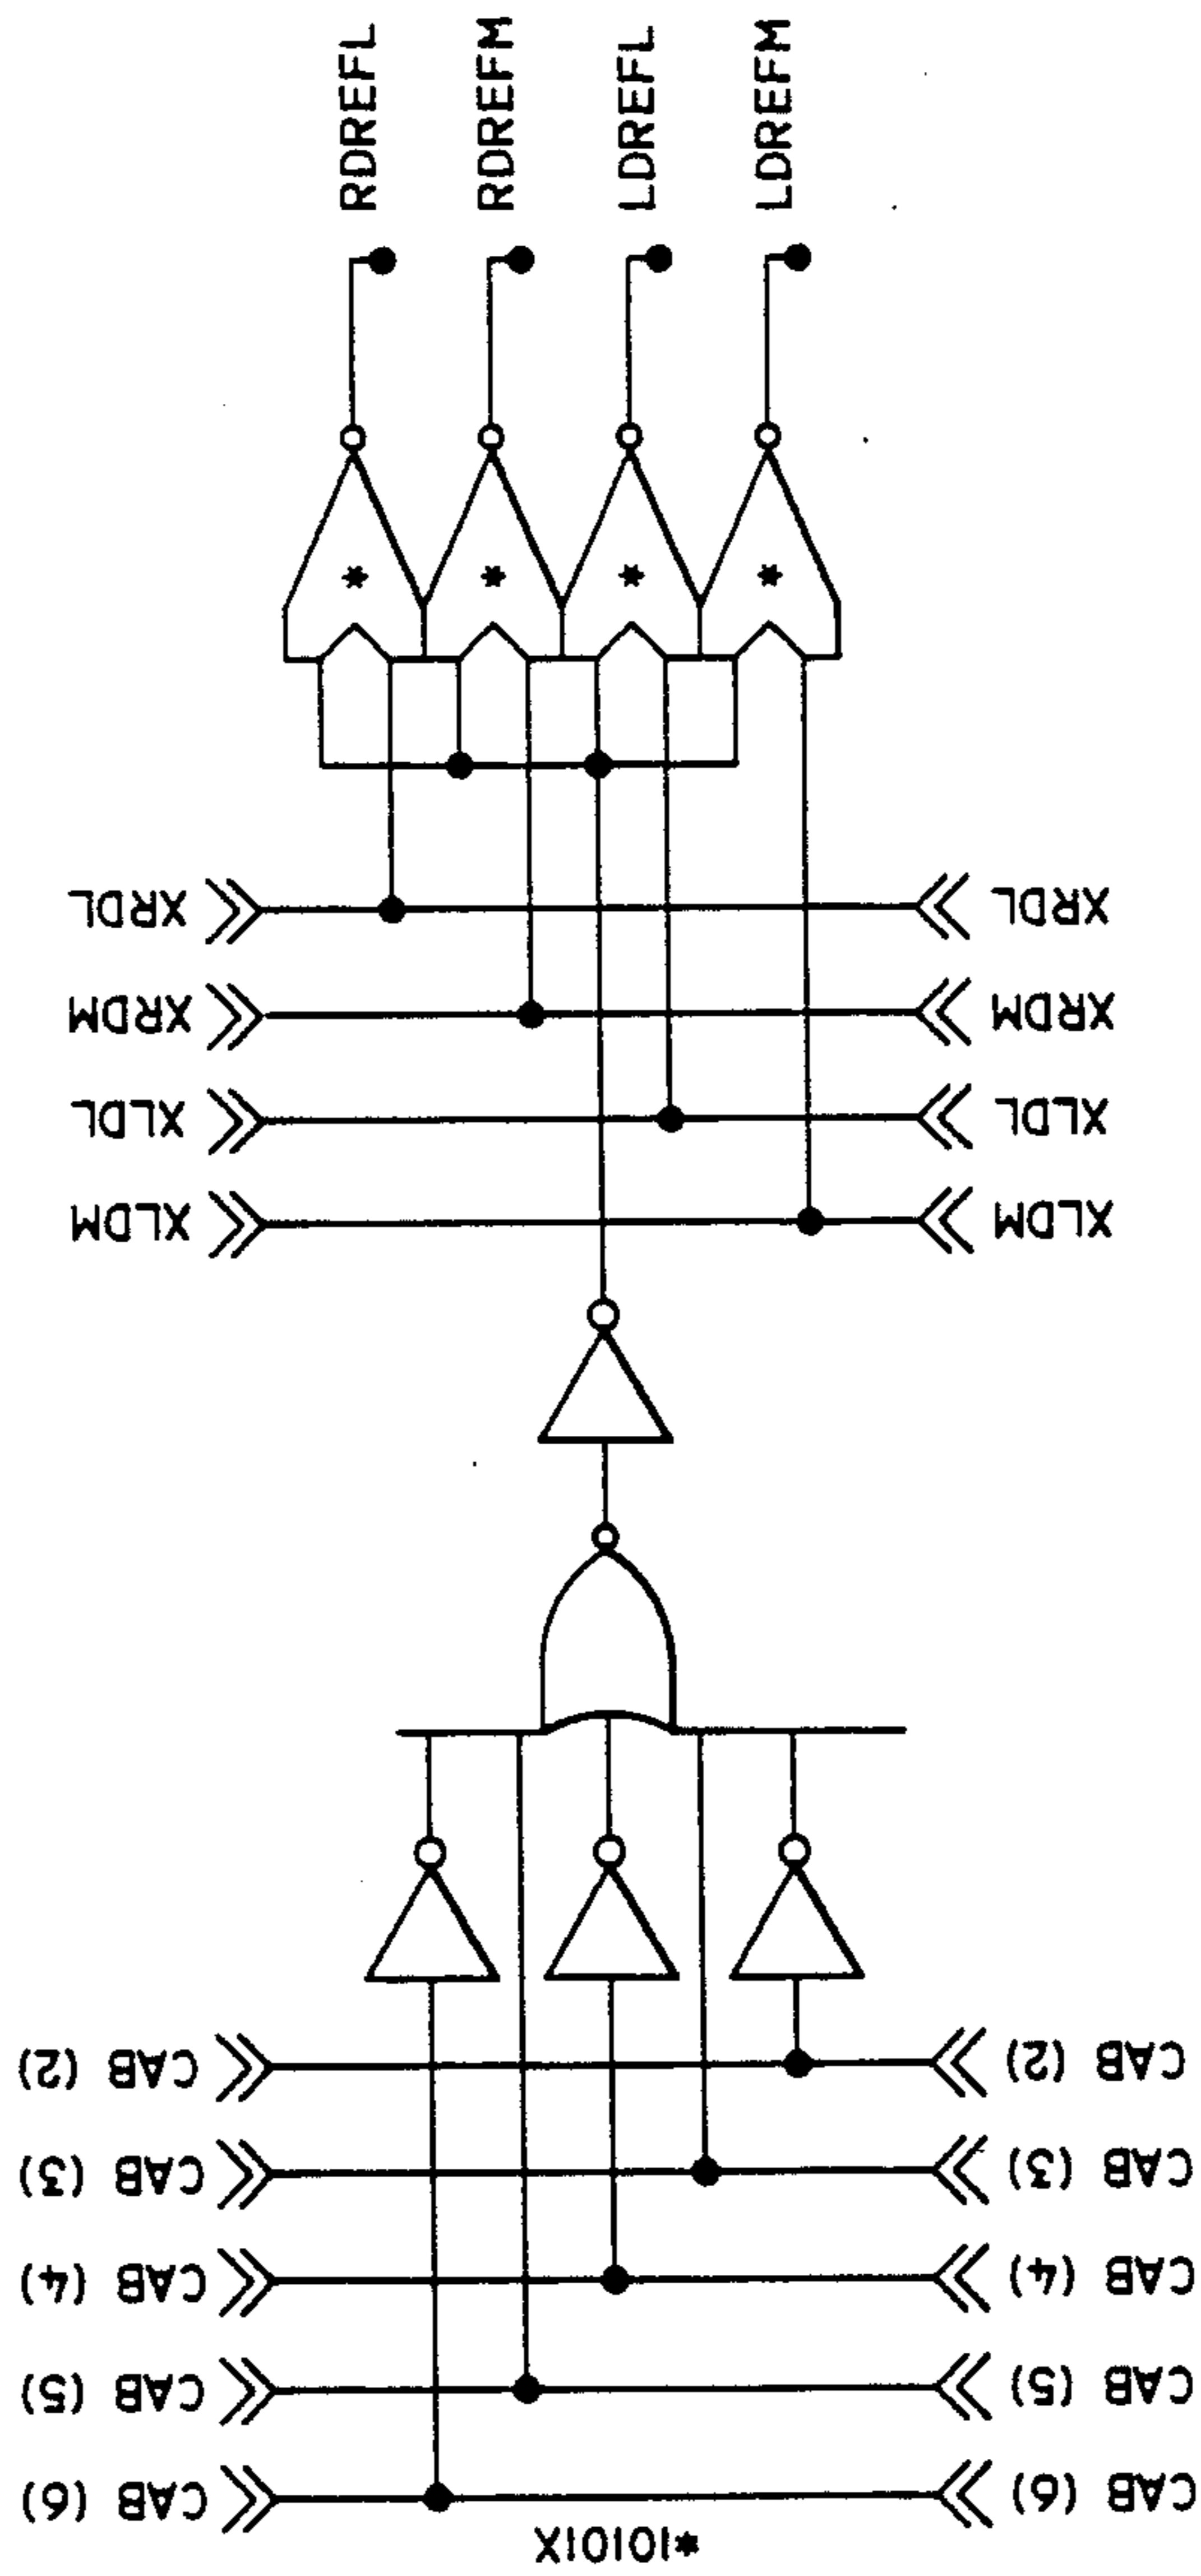 RDREFL
RDREFM
LDREFL
LDREFM
*
*
*
*
XRDL
XRDL
XRDM
XRDM
XLDL
XLDL
XLDM
XLDM
CAB (2)
CAB (2)
CAB (3)
CAB (3)
CAB (4)
CAB (4)
CAB (5)
CAB (5)
CAB (6)
CAB (6)
*10101X